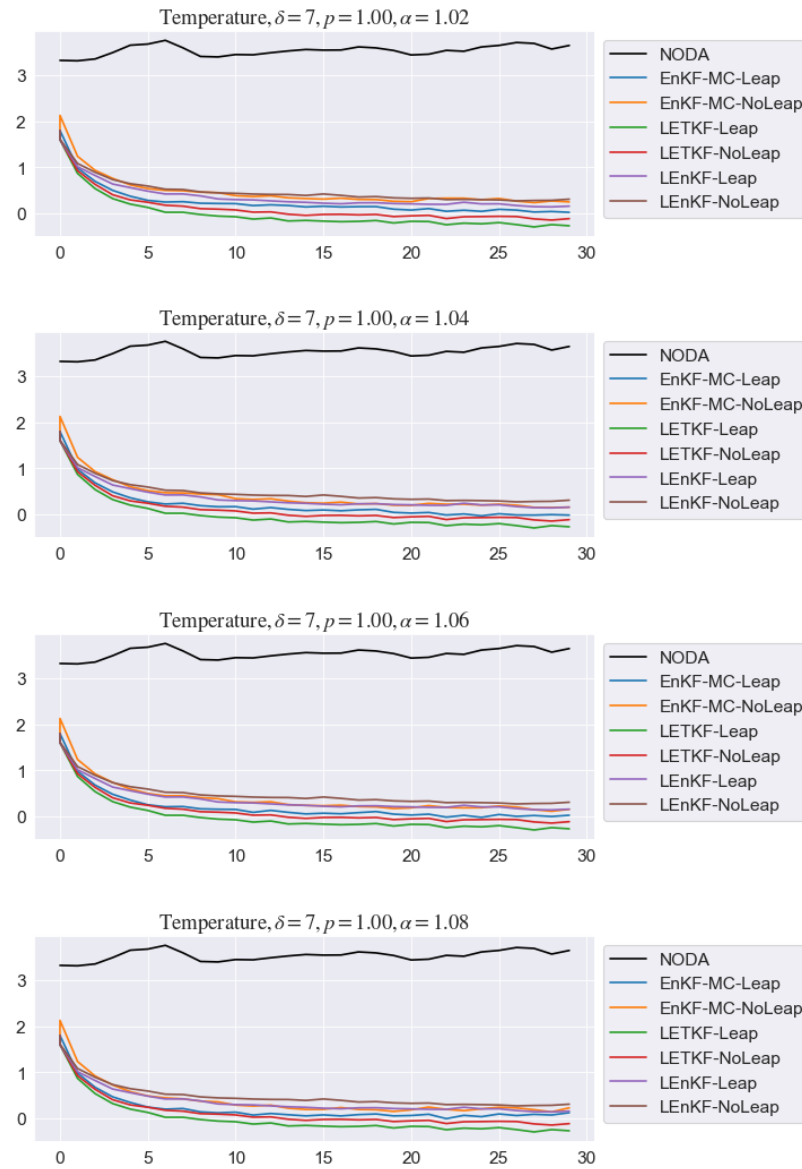 Temperature, δ = 7, p = 1.00, α = 1.02
3
2
1
0
0 5 10 15 20 25 30
NODA
EnKF-MC-Leap
EnKF-MC-NoLeap
LETKF-Leap
LETKF-NoLeap
LEnKF-Leap
LEnKF-NoLeap
Temperature, δ = 7, p = 1.00, α = 1.04
3
2
1
0
0 5 10 15 20 25 30
NODA
EnKF-MC-Leap
EnKF-MC-NoLeap
LETKF-Leap
LETKF-NoLeap
LEnKF-Leap
LEnKF-NoLeap
Temperature, δ = 7, p = 1.00, α = 1.06
3
2
1
0
0 5 10 15 20 25 30
NODA
EnKF-MC-Leap
EnKF-MC-NoLeap
LETKF-Leap
LETKF-NoLeap
LEnKF-Leap
LEnKF-NoLeap
Temperature, δ = 7, p = 1.00, α = 1.08
3
2
1
0
0 5 10 15 20 25 30
NODA
EnKF-MC-Leap
EnKF-MC-NoLeap
LETKF-Leap
LETKF-NoLeap
LEnKF-Leap
LEnKF-NoLeap